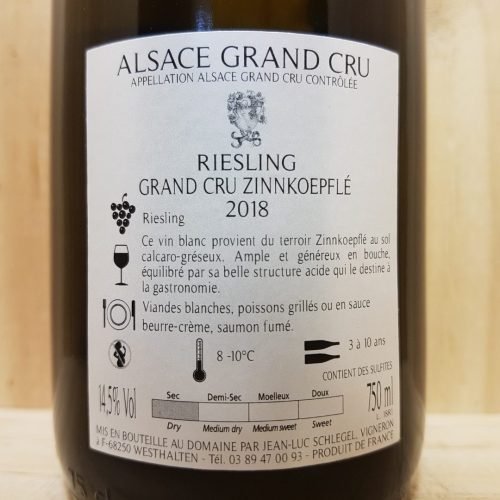 ALSACE GRAND CRU
APPELLATION ALSACE GRAND CRU CONTRÔLÉE
RIESLING
GRAND CRU ZINNKOEPFLÉ
2018
Riesling
Ce vin blanc provient du terroir Zinnkoepflé au sol
calcaro-gréseux. Ample et généreux en bouche,
équilibré par sa belle structure acide qui le destine à
la gastronomie.
Viandes blanches, poissons grillés ou en sauce
beurre-crème, saumon fumé.
8 -10°C
3 à 10 ans
CONTIENT DES SULFITES
14,5% Vol
Sec Demi-Sec Moelleux Doux
Dry Medium dry Medium sweet Sweet
750 ml
MIS EN BOUTEILLE AU DOMAINE PAR JEAN-LUC SCHLEGEL, VIGNERON
à F-68250 WESTHALTEN - Tél. 03 89 47 00 93 - PRODUIT DE FRANCE